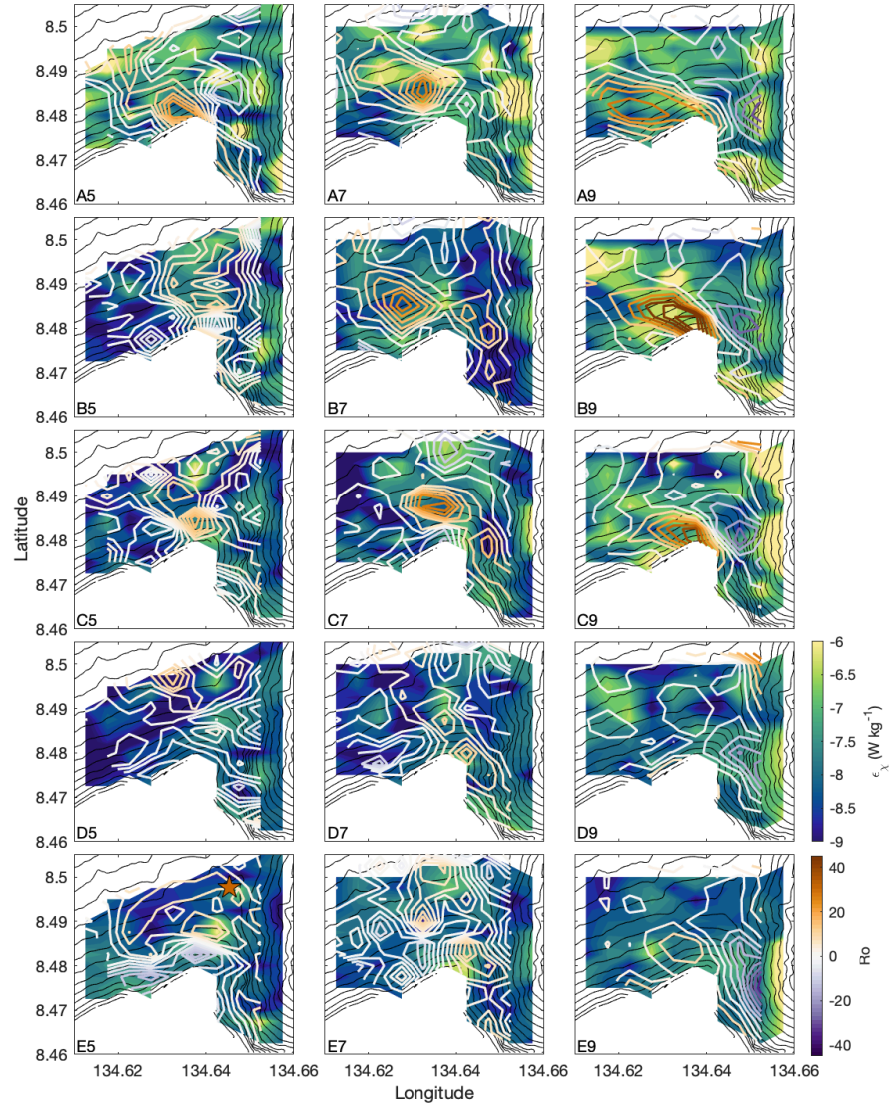 8.5
8.49
8.48
8.47
8.46
A5
A7
A9
8.5
8.49
8.48
8.47
8.46
B5
B7
B9
8.5
8.49
8.48
8.47
8.46
C5
C7
C9
Latitude
8.5
8.49
8.48
8.47
8.46
D5
D7
D9
-6
-6.5
-7
-7.5
-8
-8.5
-9
ϵχ (W kg-1)
8.5
8.49
8.48
8.47
8.46
E5
E7
E9
40
20
0
-20
-40
Ro
134.62 134.64 134.66
134.62 134.64 134.66
134.62 134.64 134.66
Longitude